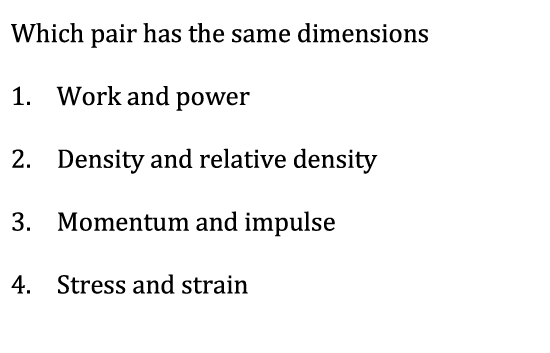 Which pair has the same dimensions
1. Work and power
2. Density and relative density
3. Momentum and impulse
4. Stress and strain